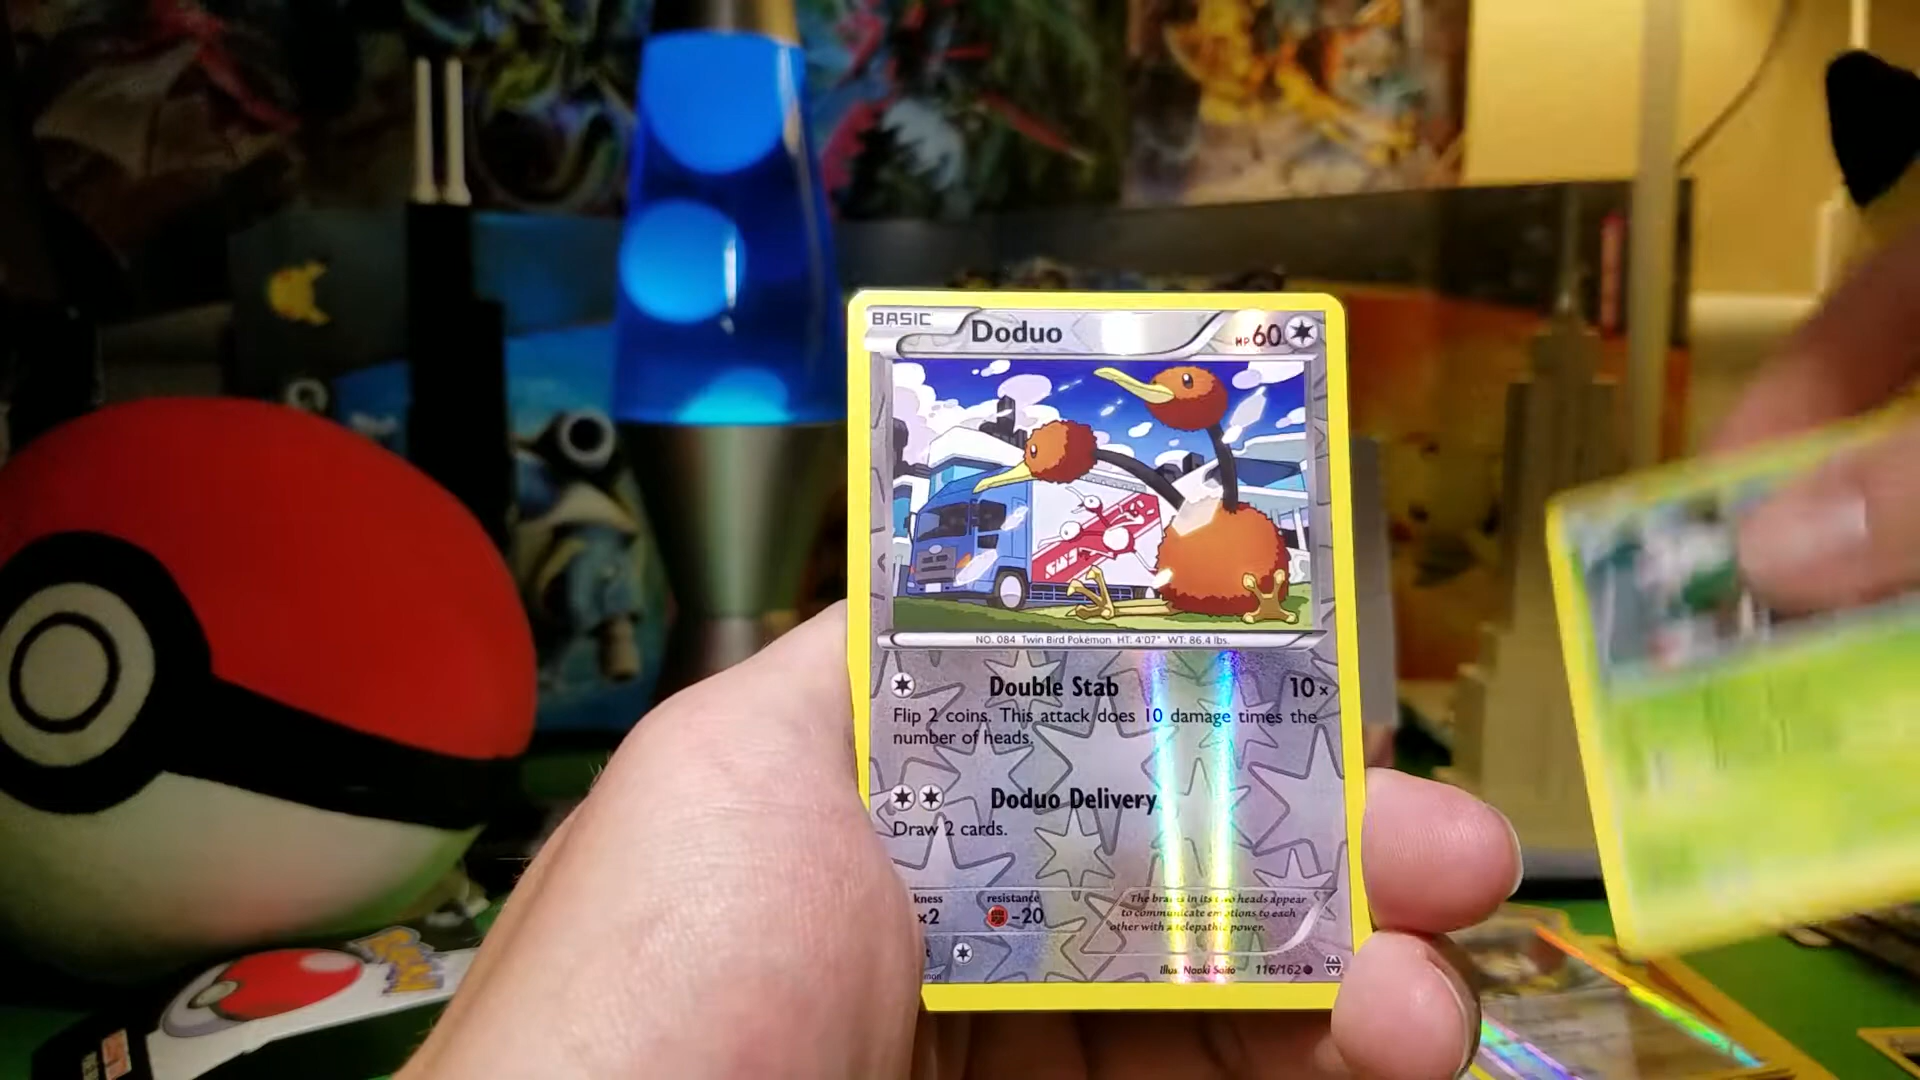 BASIC
Doduo
HP 60
NO. 084 Twin Bird Pokémon HT: 4'07" WT: 86.4 lbs.
Double Stab 10×
Flip 2 coins. This attack does 10 damage times the
number of heads.
Doduo Delivery
Draw 2 cards.
kness
resistance
×2
-20
The brains in its two heads appear
to communicate emotions to each
other with a telepathic power.
Illus. Naoki Saito
116/162